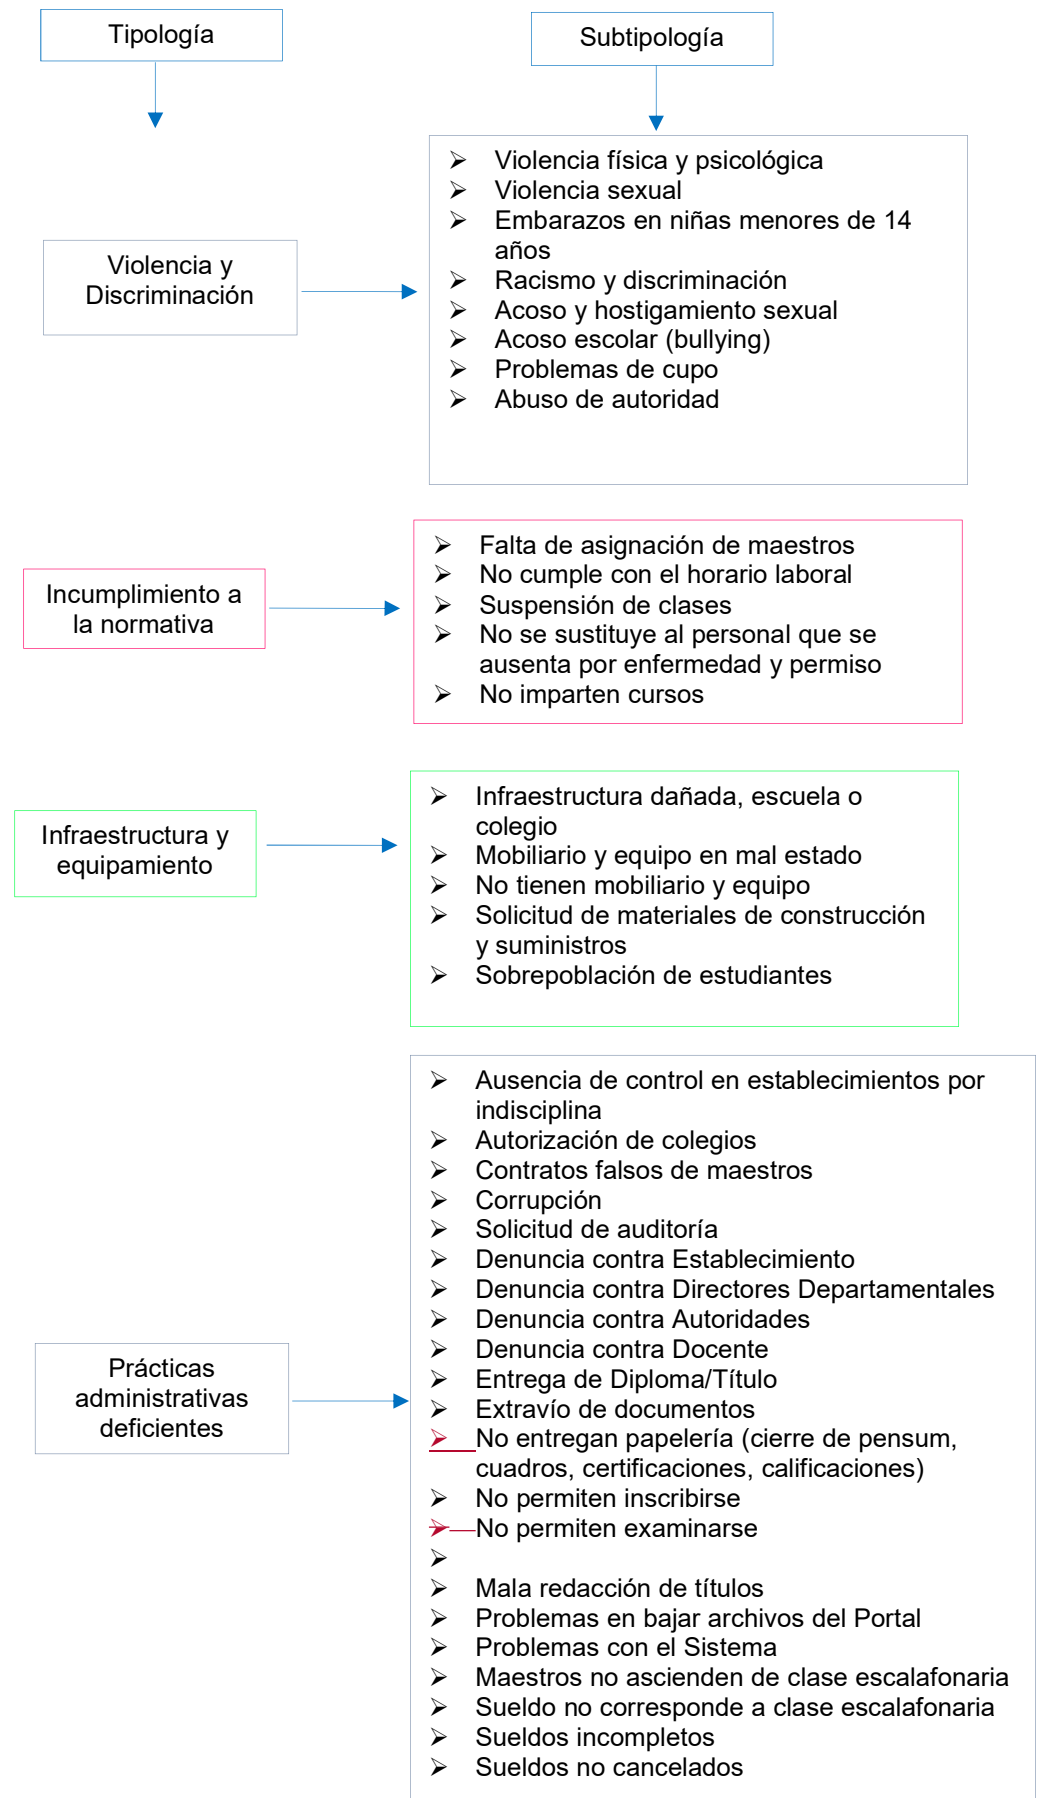 Tipología
Subtipología
Violencia y
Discriminación
➢ Violencia física y psicológica
➢ Violencia sexual
➢ Embarazos en niñas menores de 14
años
➢ Racismo y discriminación
➢ Acoso y hostigamiento sexual
➢ Acoso escolar (bullying)
➢ Problemas de cupo
➢ Abuso de autoridad
Incumplimiento a
la normativa
➢ Falta de asignación de maestros
➢ No cumple con el horario laboral
➢ Suspensión de clases
➢ No se sustituye al personal que se
ausenta por enfermedad y permiso
➢ No imparten cursos
Infraestructura y
equipamiento
➢ Infraestructura dañada, escuela o
colegio
➢ Mobiliario y equipo en mal estado
➢ No tienen mobiliario y equipo
➢ Solicitud de materiales de construcción
y suministros
➢ Sobrepoblación de estudiantes
Prácticas
administrativas
deficientes
➢ Ausencia de control en establecimientos por
indisciplina
➢ Autorización de colegios
➢ Contratos falsos de maestros
➢ Corrupción
➢ Solicitud de auditoría
➢ Denuncia contra Establecimiento
➢ Denuncia contra Directores Departamentales
➢ Denuncia contra Autoridades
➢ Denuncia contra Docente
➢ Entrega de Diploma/Título
➢ Extravío de documentos
➢ No entregan papelería (cierre de pensum,
cuadros, certificaciones, calificaciones)
➢ No permiten inscribirse
➢ No permiten examinarse
➢
➢ Mala redacción de títulos
➢ Problemas en bajar archivos del Portal
➢ Problemas con el Sistema
➢ Maestros no ascienden de clase escalafonaria
➢ Sueldo no corresponde a clase escalafonaria
➢ Sueldos incompletos
➢ Sueldos no cancelados